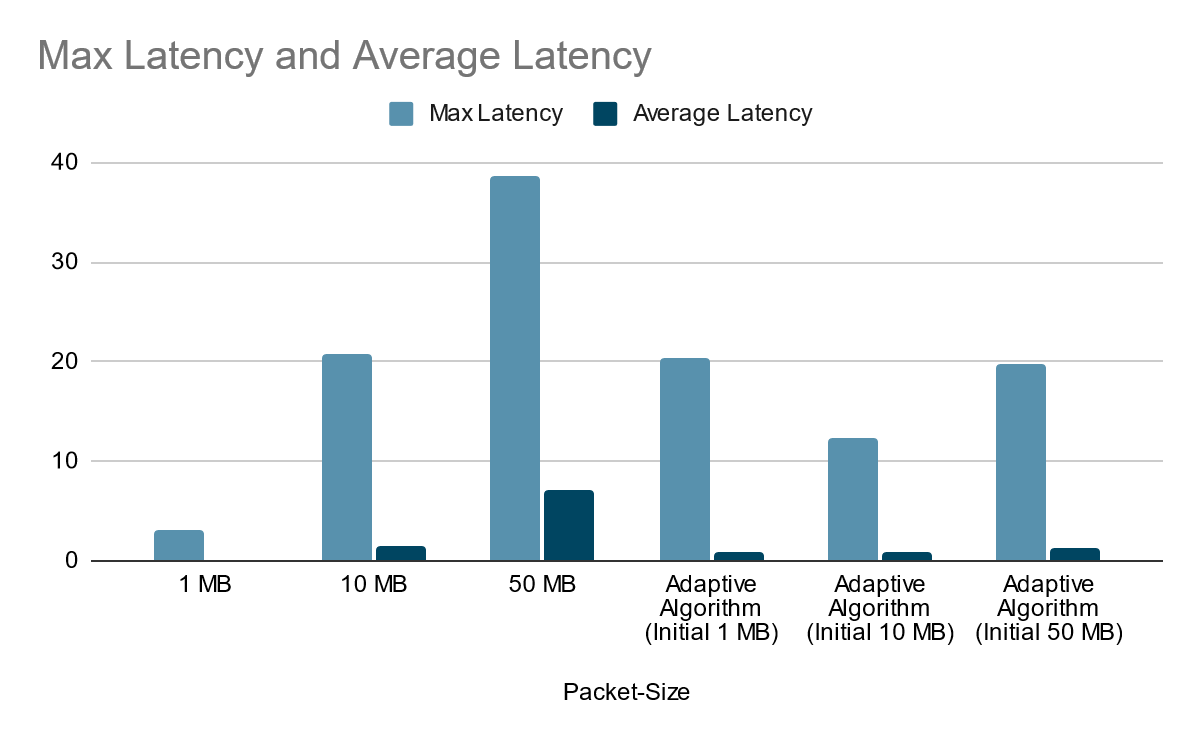 Max Latency and Average Latency
Max Latency
Average Latency
40
30
20
10
0
1 MB
10 MB
50 MB
Adaptive
Algorithm
(Initial 1 MB)
Adaptive
Algorithm
(Initial 10 MB)
Adaptive
Algorithm
(Initial 50 MB)
Packet-Size